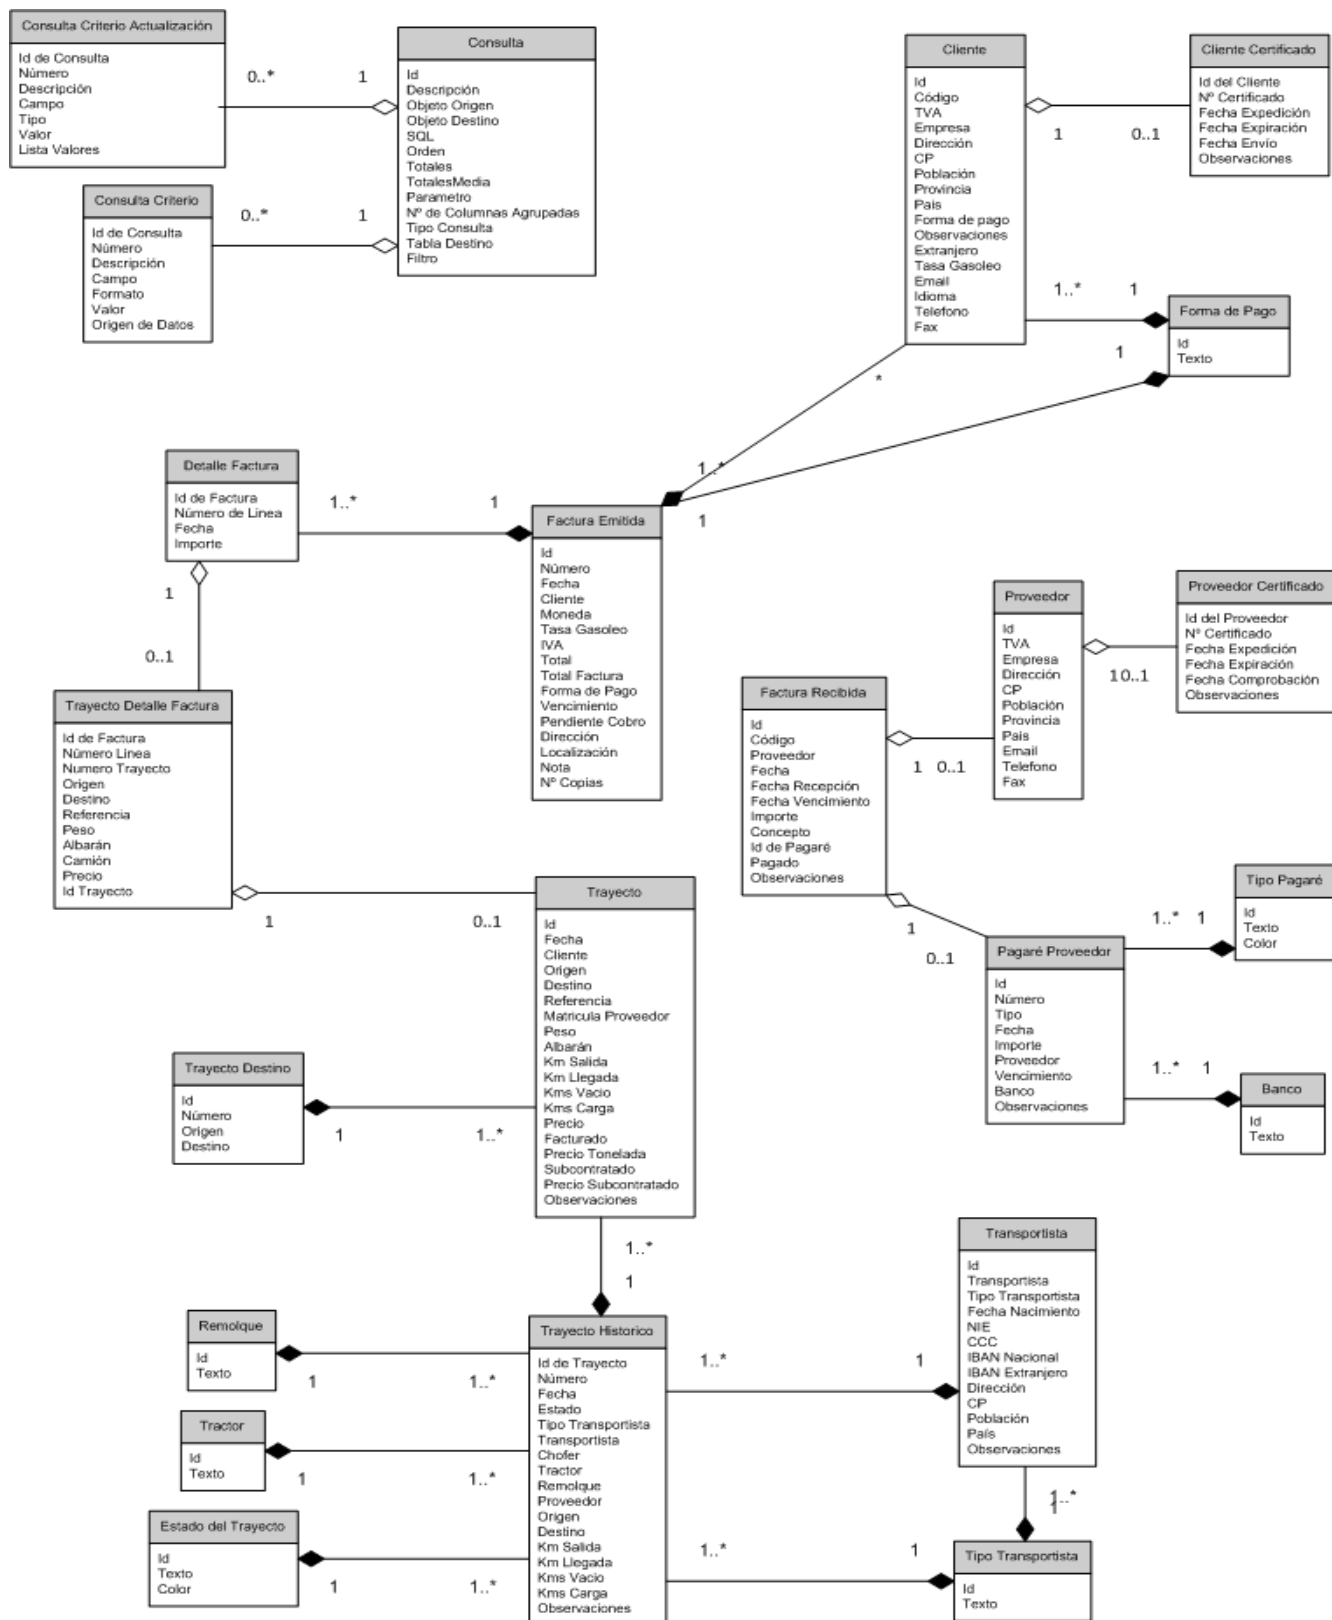 Consulta Criterio Actualización
Id de Consulta
Número
Descripción
Campo
Tipo
Valor
Lista Valores
0..*
1
Consulta
Id
Descripción
Objeto Origen
Objeto Destino
SQL
Orden
Totales
TotalesMedia
Parametro
Nº de Columnas Agrupadas
Tipo Consulta
Tabla Destino
Filtro
Consulta Criterio
Id de Consulta
Número
Descripción
Campo
Formato
Valor
Origen de Datos
0..*
1
Cliente
Id
Código
TVA
Empresa
Dirección
CP
Población
Provincia
País
Forma de pago
Observaciones
Extranjero
Tasa Gasoleo
Email
Idioma
Telefono
Fax
1
0..1
Cliente Certificado
Id del Cliente
Nº Certificado
Fecha Expedición
Fecha Expiración
Fecha Envío
Observaciones
1..*
1
Forma de Pago
Id
Texto
1
*
1..*
1
Detalle Factura
Id de Factura
Número de Linea
Fecha
Importe
1..*
1
Factura Emitida
Id
Número
Fecha
Cliente
Moneda
Tasa Gasoleo
IVA
Total
Total Factura
Forma de Pago
Vencimiento
Pendiente Cobro
Dirección
Localización
Nota
Nº Copias
1
0..1
Trayecto Detalle Factura
Id de Factura
Número Linea
Numero Trayecto
Origen
Destino
Referencia
Peso
Albarán
Camión
Precio
Id Trayecto
1
0..1
Proveedor
Id
TVA
Empresa
Dirección
CP
Población
Provincia
Pais
Email
Telefono
Fax
1
0..1
Proveedor Certificado
Id del Proveedor
Nº Certificado
Fecha Expedición
Fecha Expiración
Fecha Comprobación
Observaciones
Factura Recibida
Id
Código
Proveedor
Fecha
Fecha Recepción
Fecha Vencimiento
Importe
Concepto
Id de Pagaré
Pagado
Observaciones
1
0..1
1
0..1
Tipo Pagaré
Id
Texto
Color
1..*
1
Pagaré Proveedor
Id
Número
Tipo
Fecha
Importe
Proveedor
Vencimiento
Banco
Observaciones
1..*
1
Banco
Id
Texto
Trayecto
Id
Fecha
Cliente
Origen
Destino
Referencia
Matricula Proveedor
Peso
Albarán
Km Salida
Km Llegada
Kms Vacio
Kms Carga
Precio
Facturado
Precio Tonelada
Subcontratado
Precio Subcontratado
Observaciones
Trayecto Destino
Id
Número
Origen
Destino
1
1..*
1..*
1
Transportista
Id
Transportista
Tipo Transportista
Fecha Nacimiento
NIE
CCC
IBAN Nacional
IBAN Extranjero
Dirección
CP
Población
País
Observaciones
Remolque
Id
Texto
1
1..*
Trayecto Historico
Id de Trayecto
Número
Fecha
Estado
Tipo Transportista
Transportista
Chofer
Tractor
Remolque
Proveedor
Origen
Destino
Km Salida
Km Llegada
Kms Vacio
Kms Carga
Observaciones
1..*
1
Tractor
Id
Texto
1
1..*
Estado del Trayecto
Id
Texto
Color
1
1..*
1..*
1
1..*
1
Tipo Transportista
Id
Texto